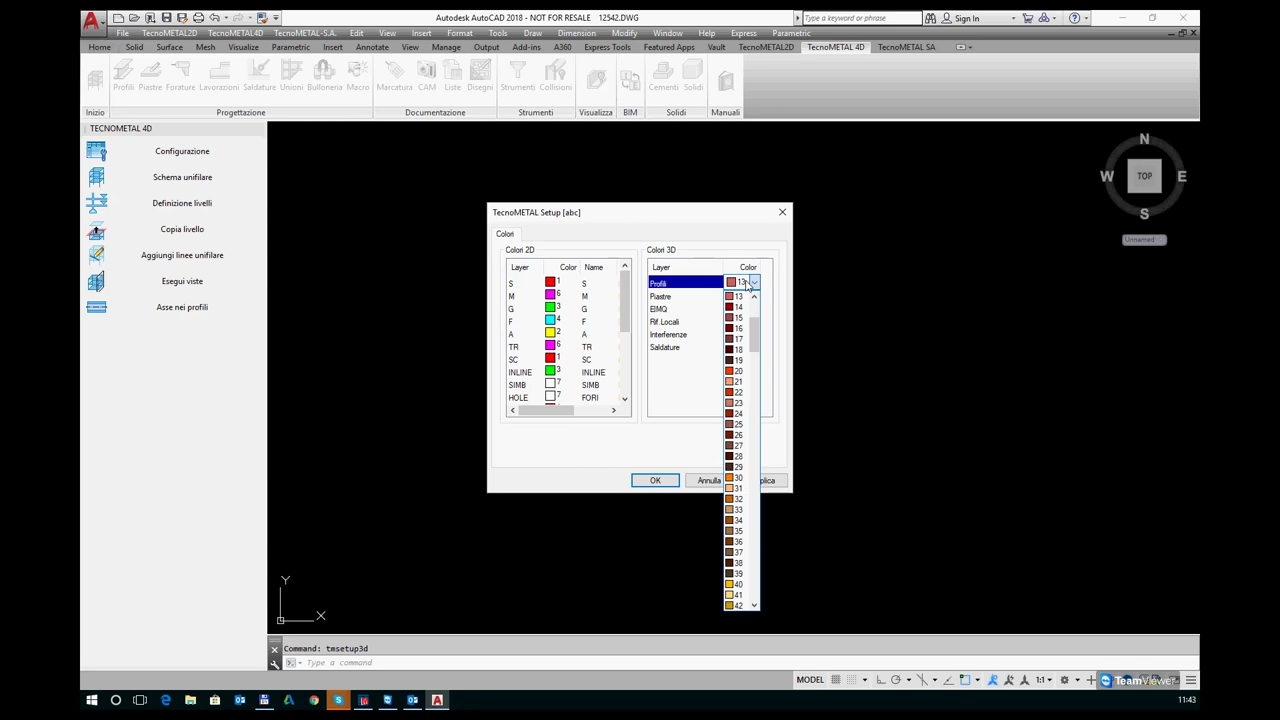 Autodesk AutoCAD 2018 - NOT FOR RESALE 12542.DWG
Type a keyword or phrase
Sign In
File TecnoMETAL2D TecnoMETAL4D TecnoMETAL-S.A. Edit View Insert Format Tools Draw Dimension Modify Window Help Express Parametric
Home Solid Surface Mesh Visualize Parametric Insert Annotate View Manage Output Add-ins A360 Express Tools Featured Apps Vault TecnoMETAL2D TecnoMETAL 4D TecnoMETAL SA
Profili Piastre Forature Lavorazioni Saldature Unioni Bulloneria Macro Marcatura CAM Liste Disegni Strumenti Collisioni Cementi Solidi
Inizio Progettazione Documentazione Strumenti Visualizza BIM Solidi Manuali
TECNOMETAL 4D
Configurazione
Schema unifilare
Definizione livelli
Copia livello
Aggiungi linee unifilari
Esegui viste
Asse nei profili
N
W TOP E
S
Unnamed
TecnoMETAL Setup [abc]
Colori
Colori 2D
Layer Color Name
S 1 S
M 6 M
G 3 G
F 4 F
A 2 A
TR 6 TR
SC 1 SC
INLINE 3 INLINE
SIMB 7 SIMB
HOLE 7 FORI
Colori 3D
Layer Color
Profili 13
Piastre
ElMQ
Rif.Locali
Interferenze
Saldature
13
14
15
16
17
18
19
20
21
22
23
24
25
26
27
28
29
30
31
32
33
34
35
36
37
38
39
40
41
42
OK Annulla plica
Y
X
Command: tmsetup3d
Type a command
MODEL 1:1
TeamViewer
11:43